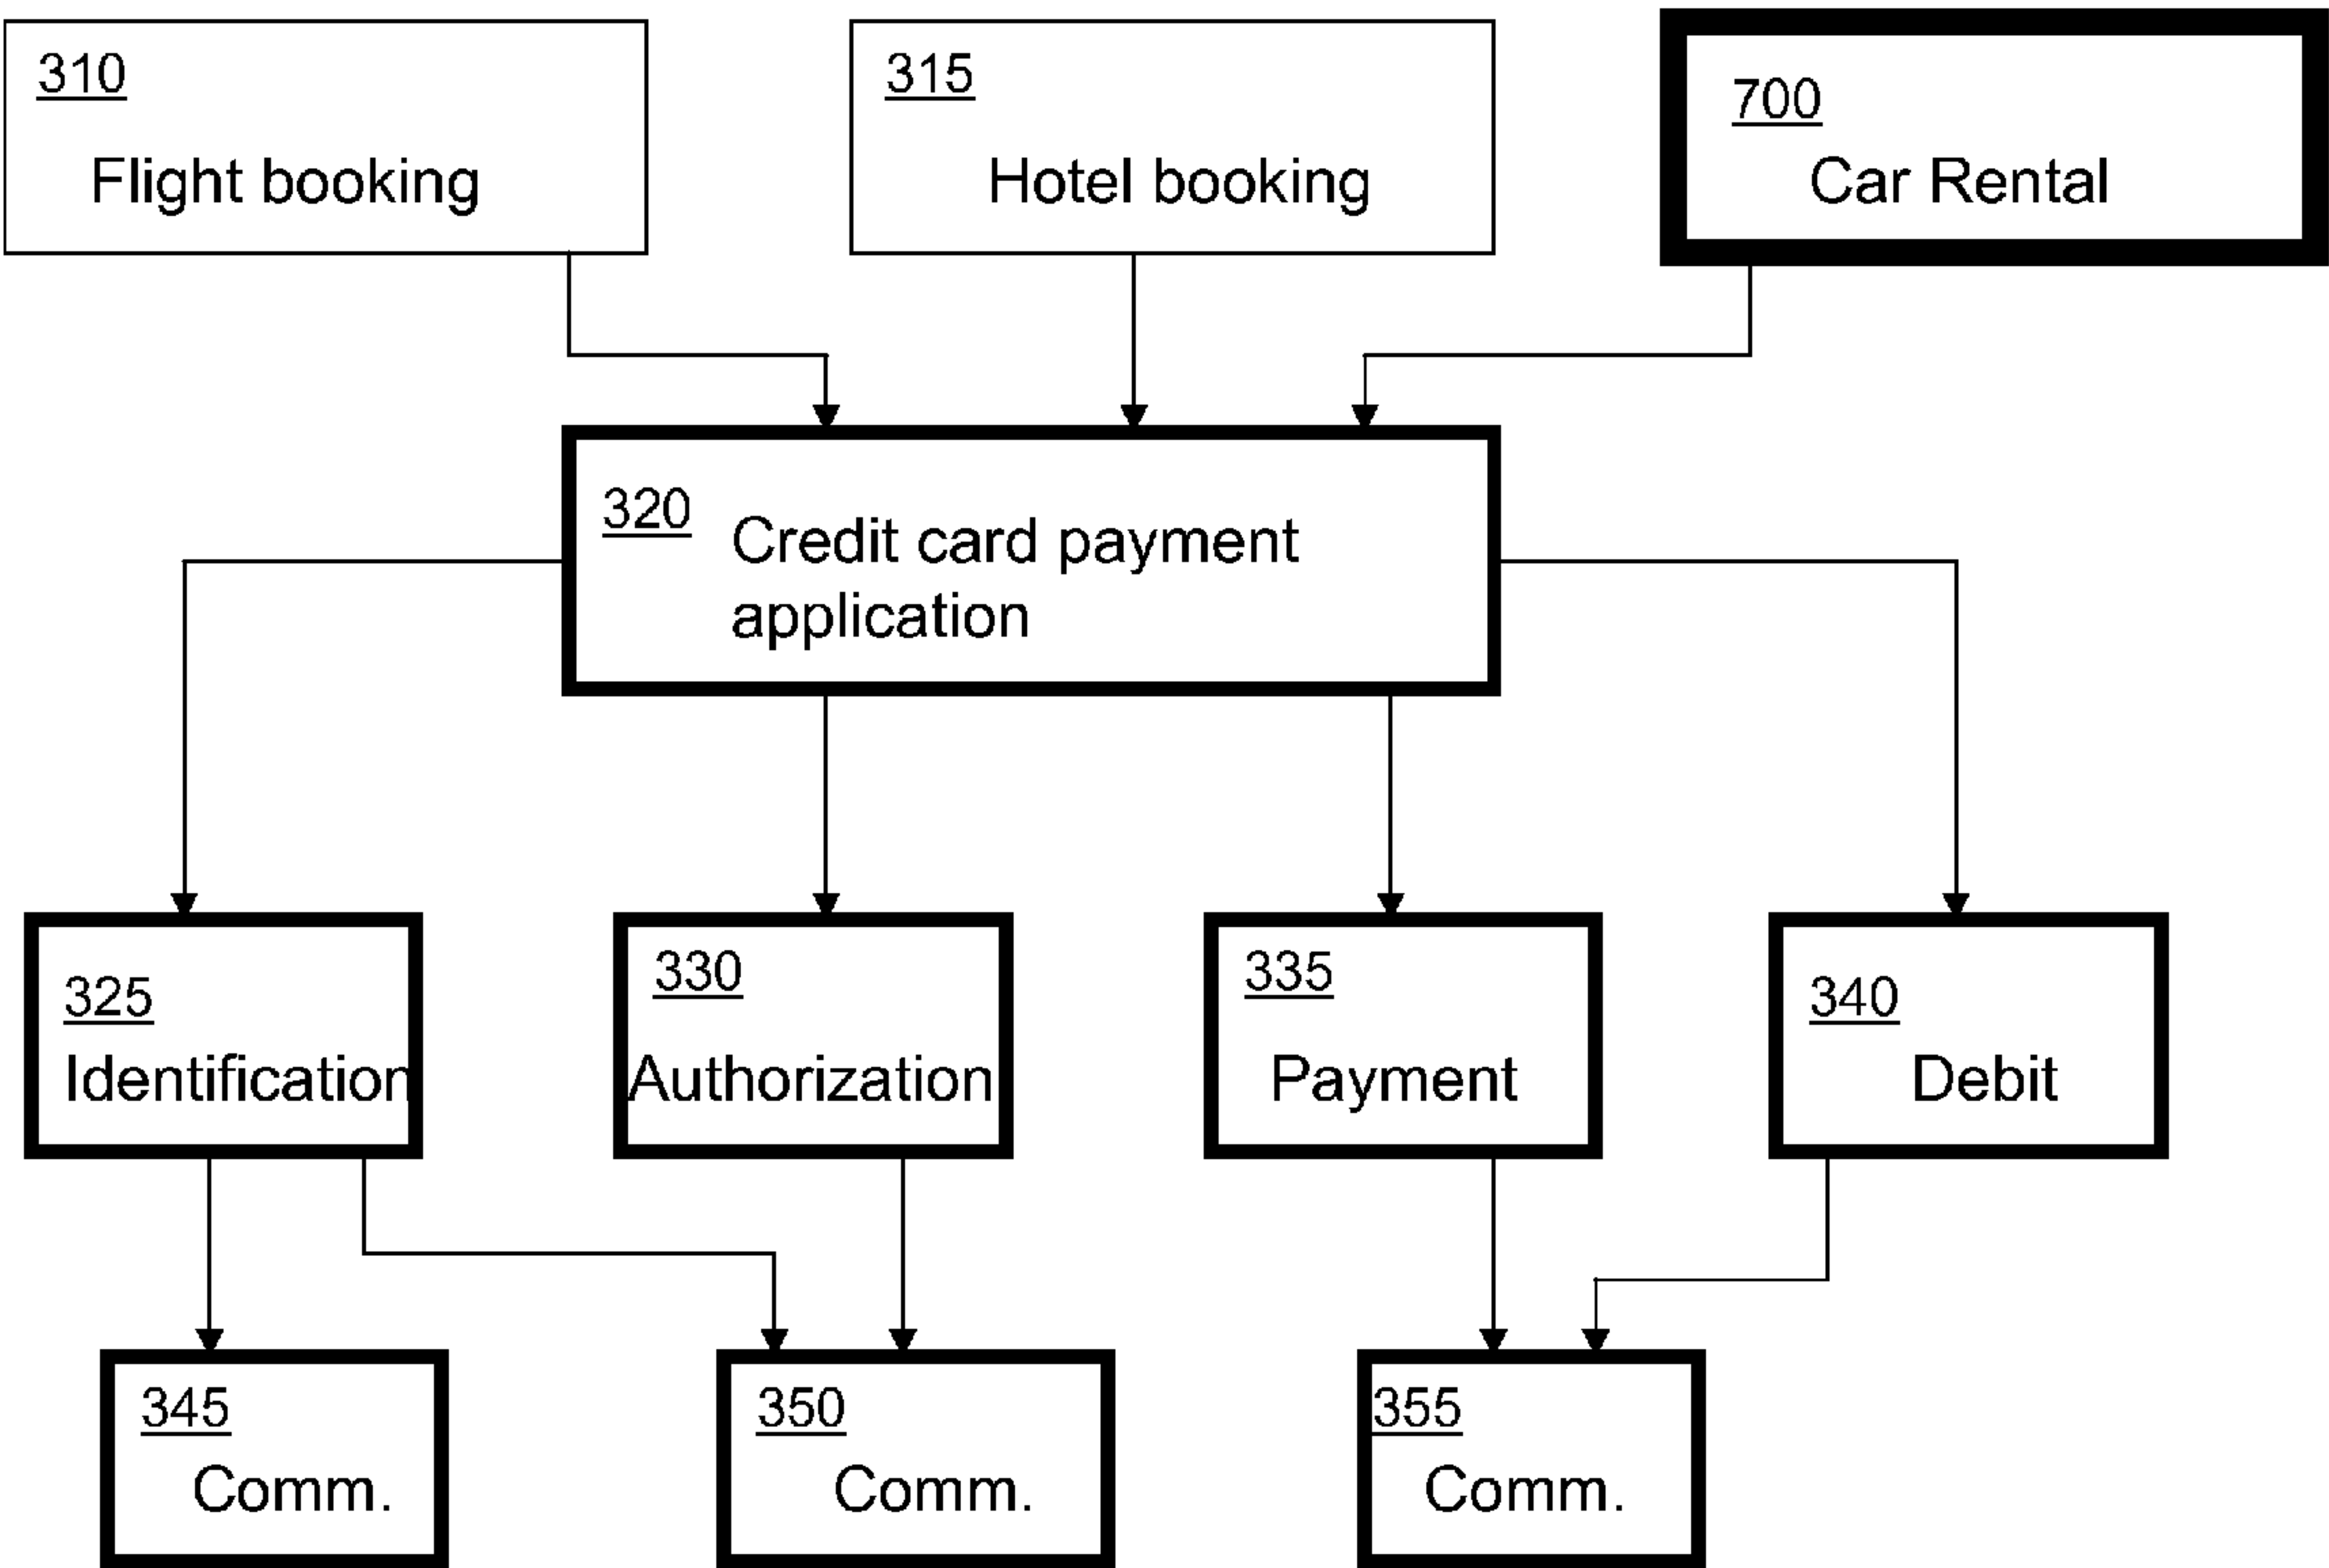 310
Flight booking
315
Hotel booking
700
Car Rental
320
Credit card payment
application
325
Identification
330
Authorization
335
Payment
340
Debit
345
Comm.
350
Comm.
355
Comm.